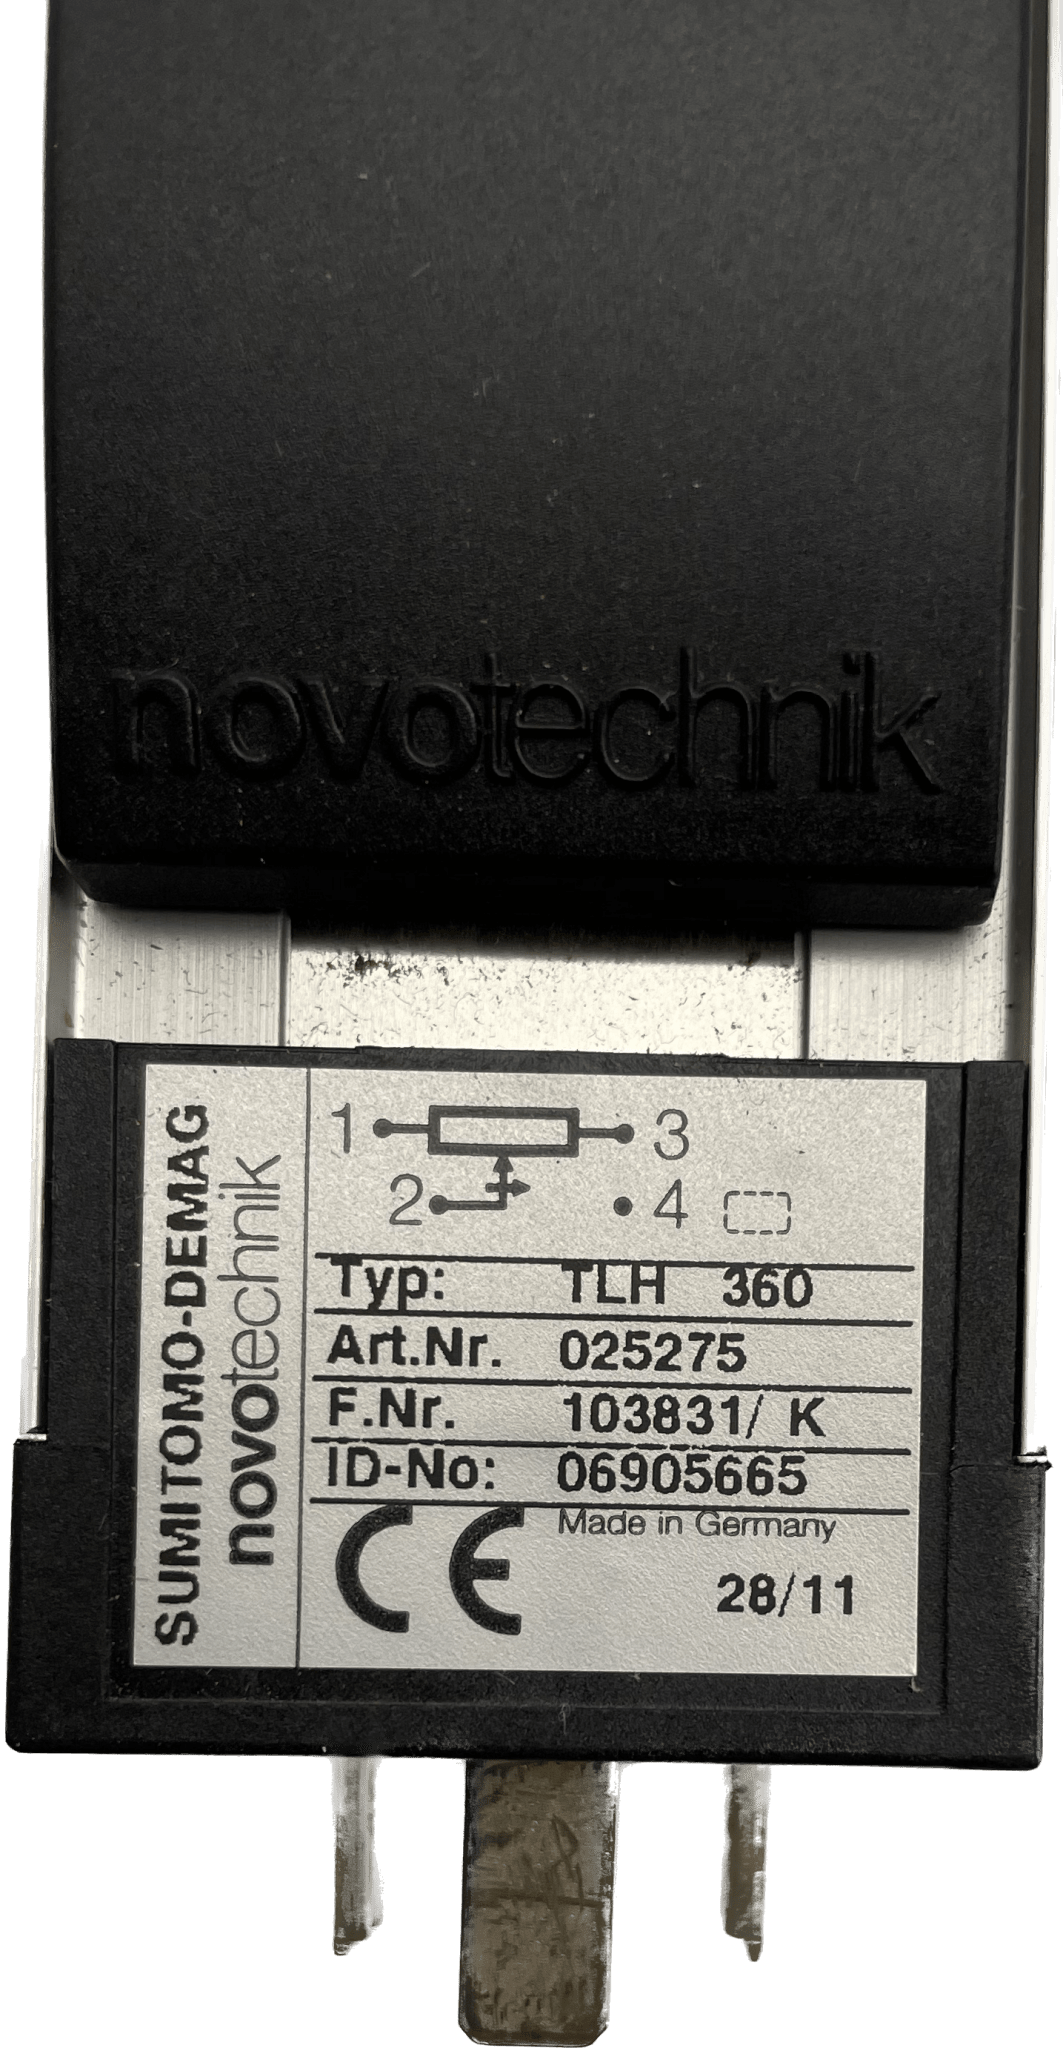 novotechnik
SUMITOMO-DEMAG
novotechnik
1 3
2 4
Typ: TLH 360
Art.Nr. 025275
F.Nr. 103831/ K
ID-No: 06905665
CE
Made in Germany
28/11